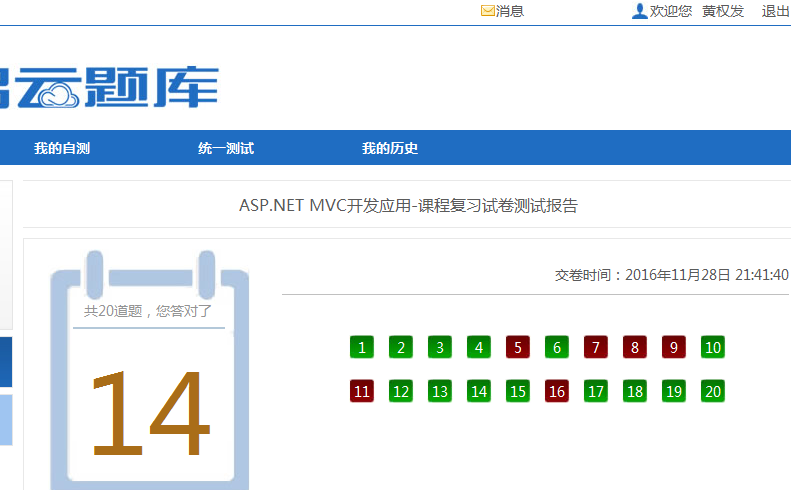 消息 欢迎您 黄权发 退出
云题库
我的自测 统一测试 我的历史
ASP.NET MVC开发应用-课程复习试卷测试报告
交卷时间：2016年11月28日 21:41:40
共20道题，您答对了
14
1 2 3 4 5 6 7 8 9 10
11 12 13 14 15 16 17 18 19 20